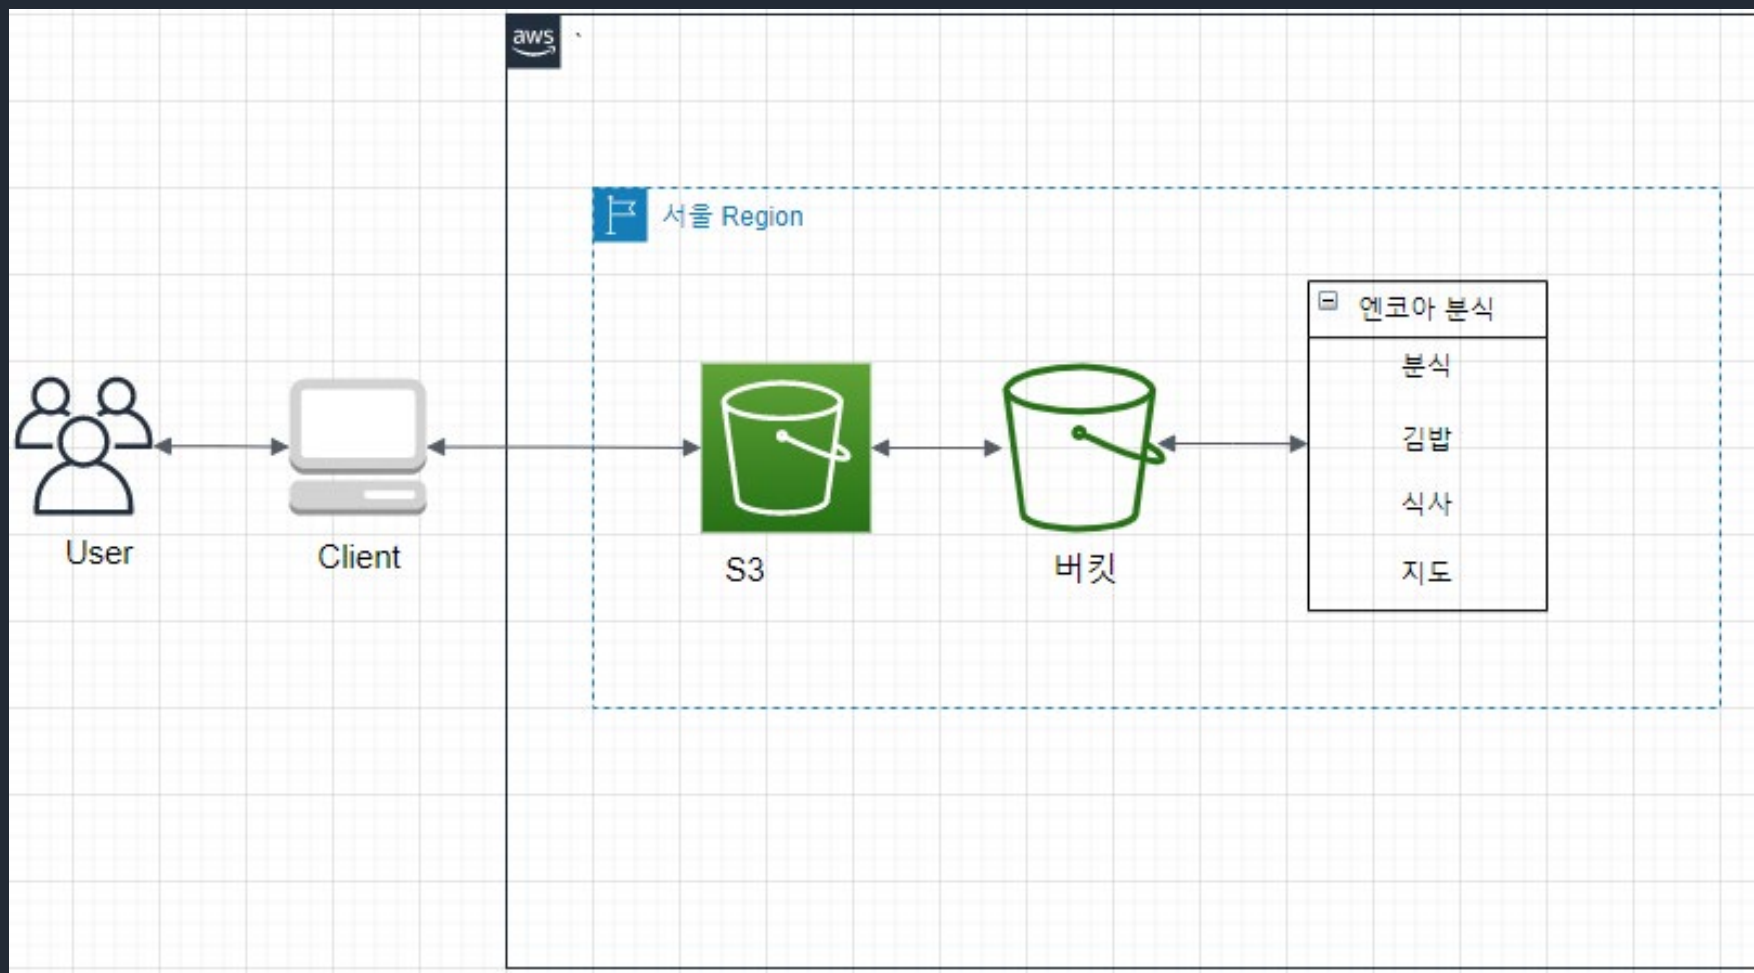 aws
`
서울 Region
엔코아 분식
분식
김밥
식사
지도
User
Client
S3
버킷